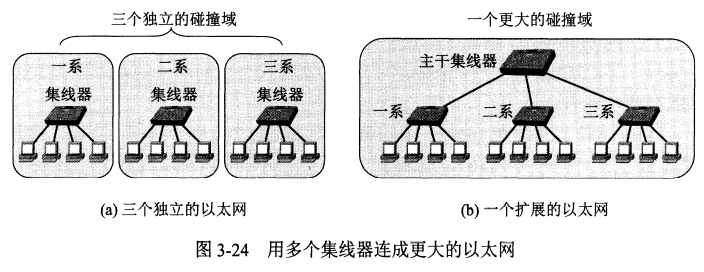 三个独立的碰撞域
一系
集线器
二系
集线器
三系
集线器
(a) 三个独立的以太网
一个更大的碰撞域
主干集线器
一系
二系
三系
(b) 一个扩展的以太网
图 3-24 用多个集线器连成更大的以太网